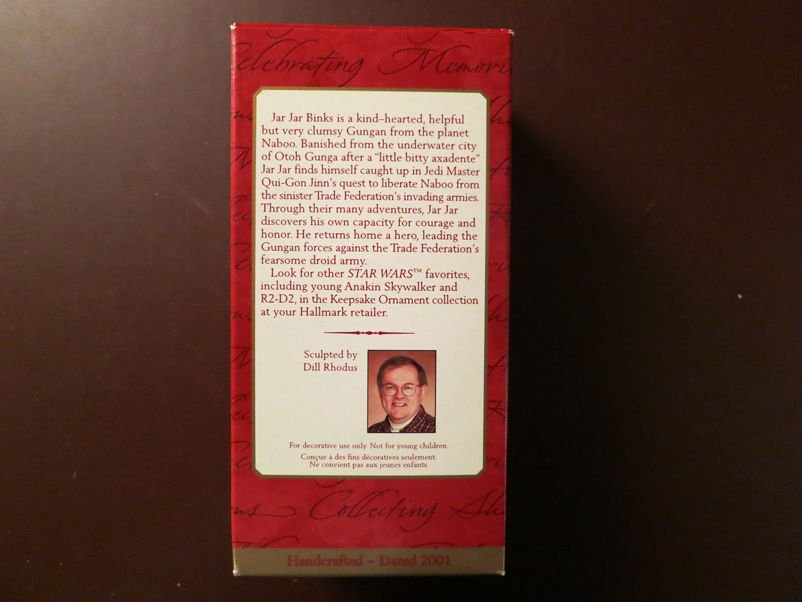 Celebrating Memori
Jar Jar Binks is a kind–hearted, helpful
but very clumsy Gungan from the planet
Naboo. Banished from the underwater city
of Otoh Gunga after a “little bitty axadente”
Jar Jar finds himself caught up in Jedi Master
Qui-Gon Jinn’s quest to liberate Naboo from
the sinister Trade Federation’s invading armies.
Through their many adventures, Jar Jar
discovers his own capacity for courage and
honor. He returns home a hero, leading the
Gungan forces against the Trade Federation’s
fearsome droid army.
Look for other STAR WARS™ favorites,
including young Anakin Skywalker and
R2-D2, in the Keepsake Ornament collection
at your Hallmark retailer.
Sculpted by
Dill Rhodus
For decorative use only. Not for young children.
Conçue à des fins décoratives seulement.
Ne convient pas aux jeunes enfants.
Collecting Sha
Handcrafted – Dated 2001